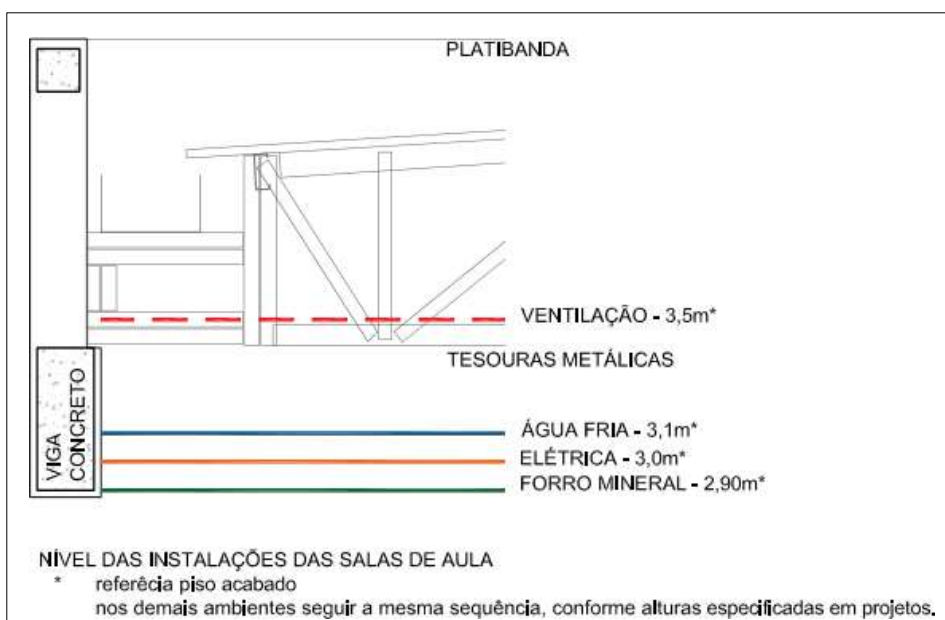 PLATIBANDA
VENTILAÇÃO - 3,5m*
TESOURAS METÁLICAS
VIGA
CONCRETO
ÁGUA FRIA - 3,1m*
ELÉTRICA - 3,0m*
FORRO MINERAL - 2,90m*
NÍVEL DAS INSTALAÇÕES DAS SALAS DE AULA
* referêcia piso acabado
nos demais ambientes seguir a mesma sequência, conforme alturas especificadas em projetos.